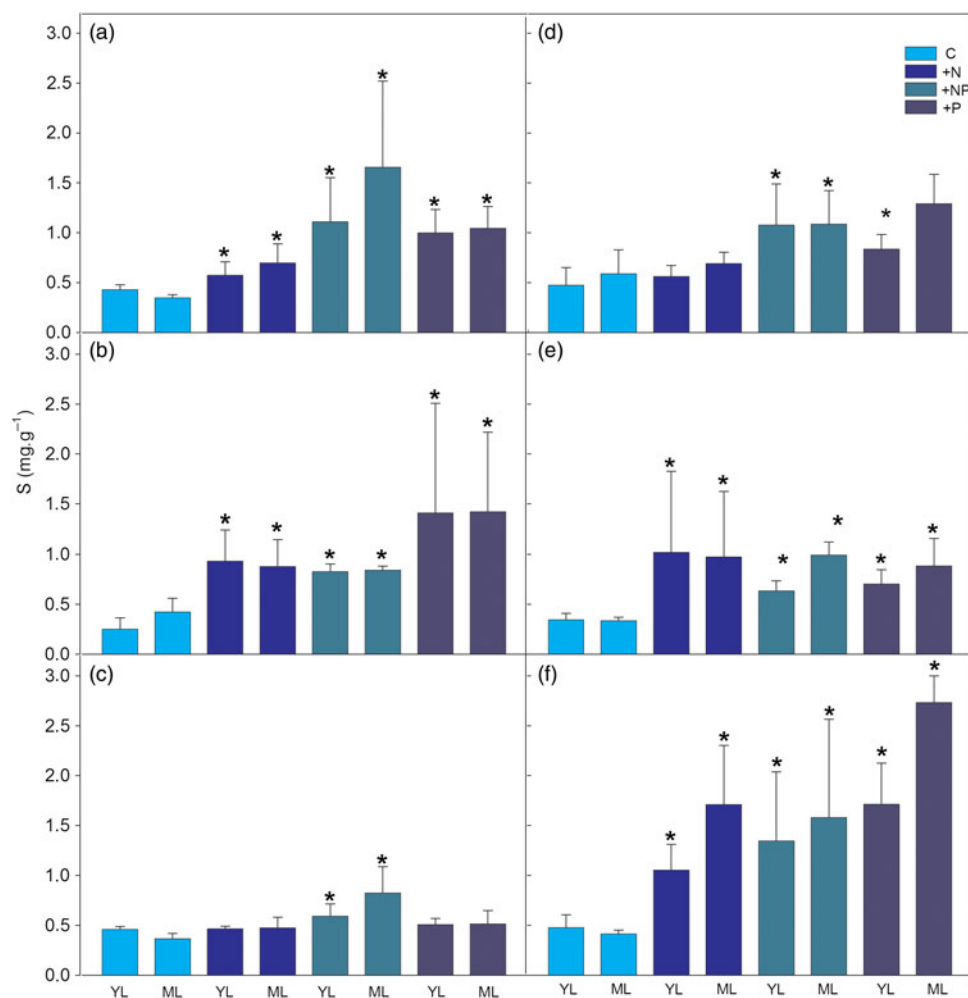 (a)
3.0
2.5
2.0
1.5
1.0
0.5
0.0
* * * * * *
(d)
C
+N
+NP
+P
* * *
(b)
3.0
2.5
2.0
1.5
1.0
0.5
0.0
* * * * * *
(e)
* * * * * *
S (mg.g⁻¹)
(c)
3.0
2.5
2.0
1.5
1.0
0.5
0.0
* *
(f)
* * * * * *
YL ML YL ML YL ML YL ML
YL ML YL ML YL ML YL ML